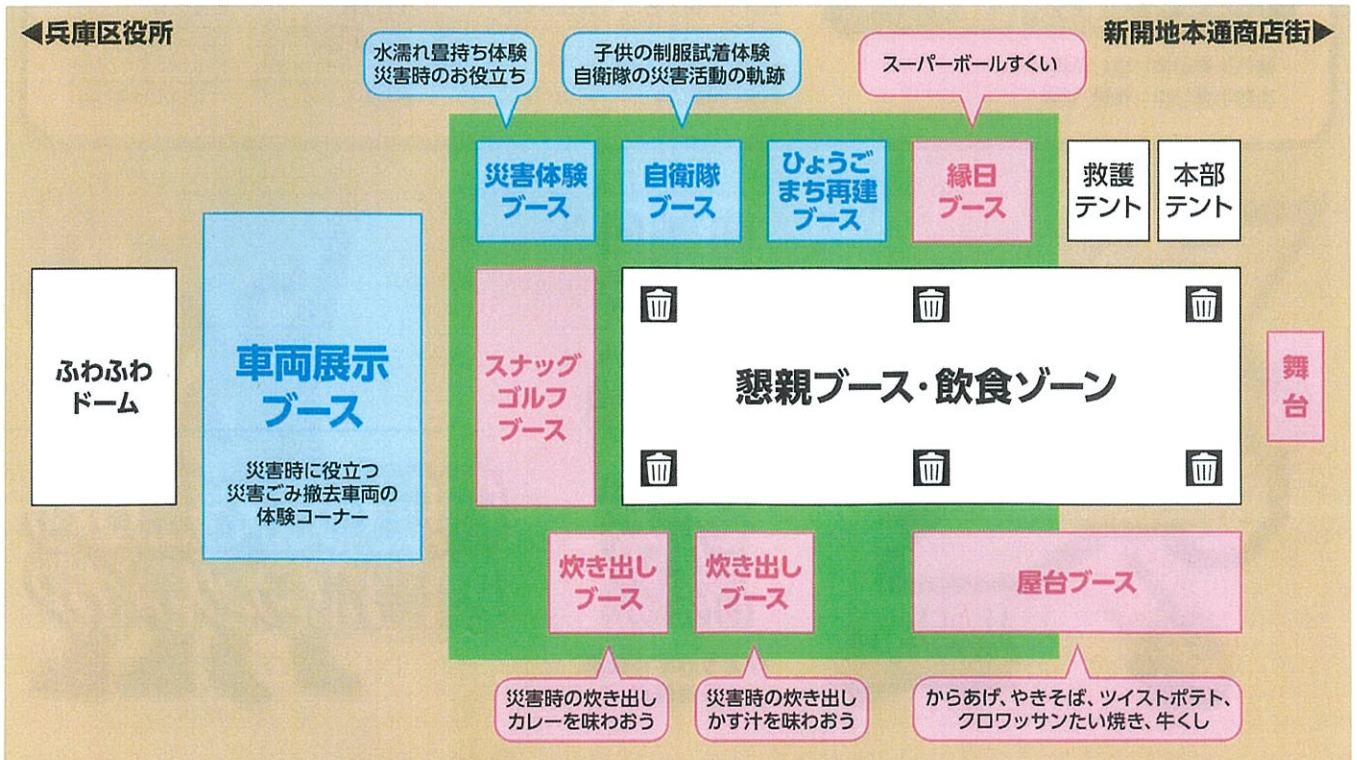 ◀兵庫区役所
新開地本通商店街▶
水濡れ畳持ち体験
災害時のお役立ち
子供の制服試着体験
自衛隊の災害活動の軌跡
スーパーボールすくい
災害体験
ブース
自衛隊
ブース
ひょうご
まち再建
ブース
縁日
ブース
救護
テント
本部
テント
ふわふわ
ドーム
車両展示
ブース
災害時に役立つ
災害ごみ撤去車両の
体験コーナー
スナッグ
ゴルフ
ブース
懇親ブース・飲食ゾーン
舞
台
炊き出し
ブース
炊き出し
ブース
屋台ブース
災害時の炊き出し
カレーを味わおう
災害時の炊き出し
かす汁を味わおう
からあげ、やきそば、ツイストポテト、
クロワッサンたい焼き、牛くし